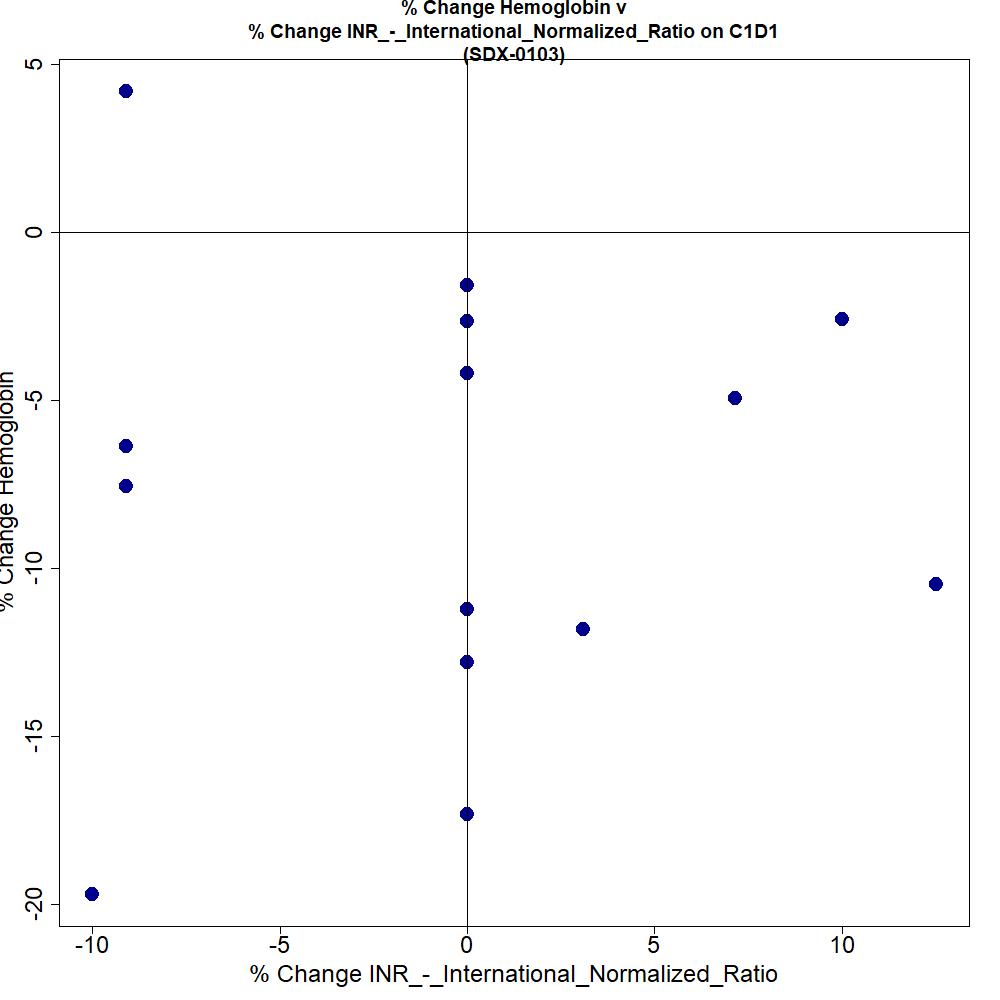 % Change Hemoglobin v
% Change INR_-_International_Normalized_Ratio on C1D1
(SDX-0103)
5
0
-5
-10
-15
-20
% Change Hemoglobin
-10
-5
0
5
10
% Change INR_-_International_Normalized_Ratio